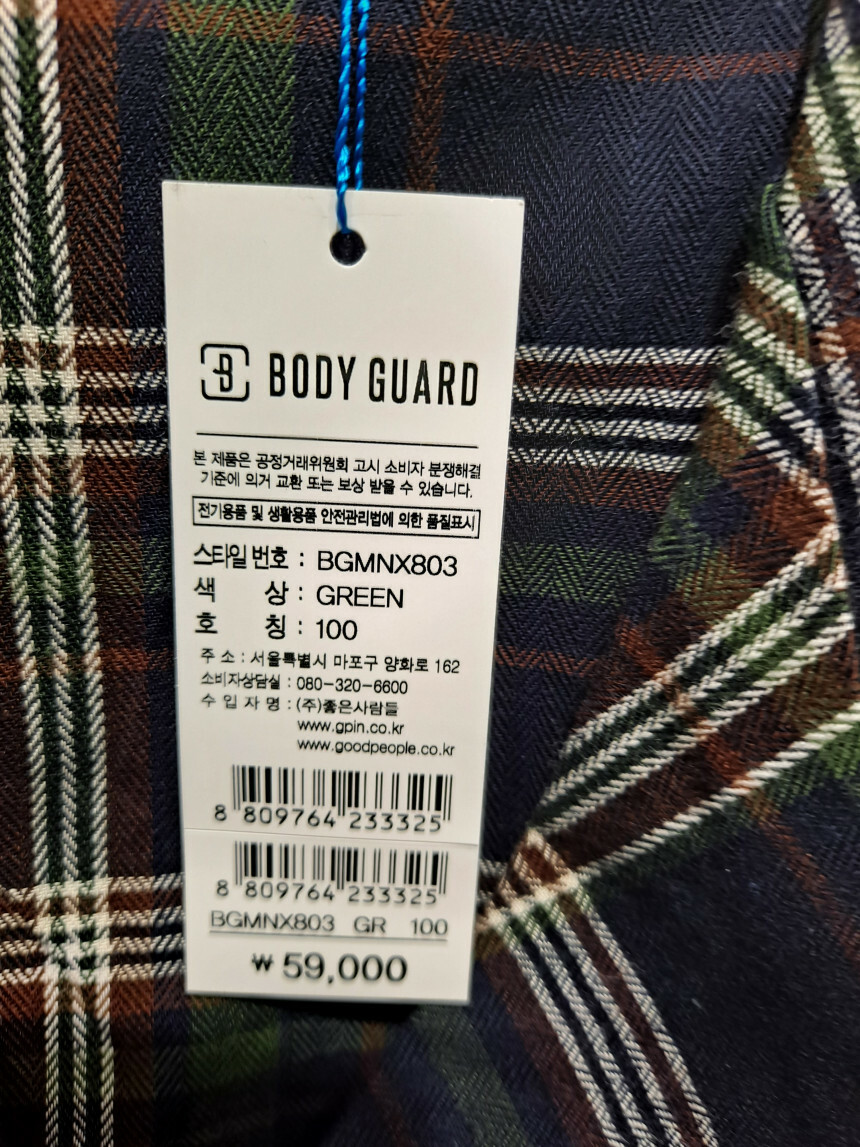 B BODY GUARD
본 제품은 공정거래위원회 고시 소비자 분쟁해결
기준에 의거 교환 또는 보상 받을 수 있습니다.
전기용품 및 생활용품 안전관리법에 의한 품질표시
스타일 번호 : BGMNX803
색 상 : GREEN
호 칭 : 100
주 소 : 서울특별시 마포구 양화로 162
소비자상담실 : 080-320-6600
수 입 자 명 : (주)좋은사람들
www.gpin.co.kr
www.goodpeople.co.kr
8 809764 233325
8 809764 233325
BGMNX803 GR 100
₩ 59,000